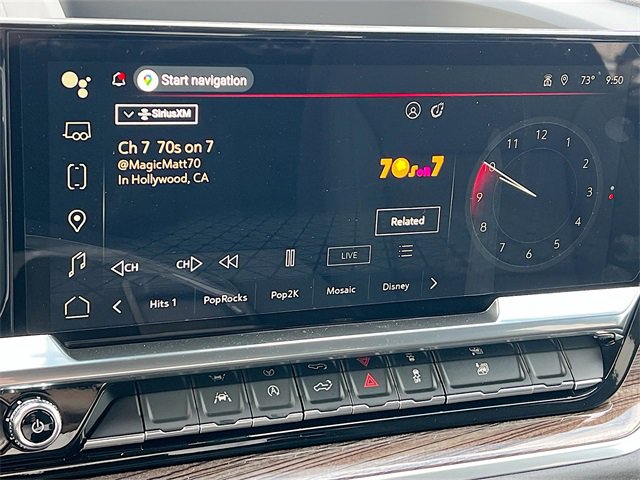 Start navigation
73° 9:50
SiriusXM
Ch 7 70s on 7
@MagicMatt70
In Hollywood, CA
70s on 7
Related
CH
CH
LIVE
Hits 1 PopRocks Pop2K Mosaic Disney
12
1
2
3
4
5
6
7
8
9
10
11
A